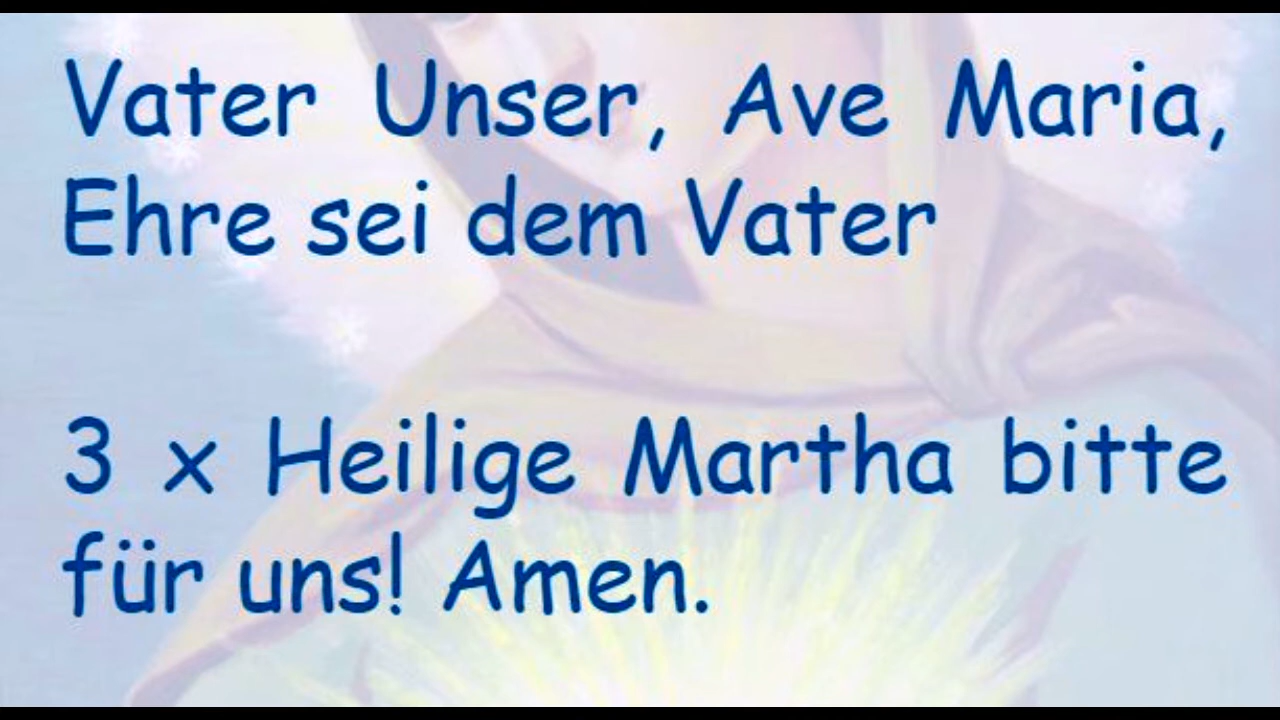 Vater Unser, Ave Maria,
Ehre sei dem Vater
3 x Heilige Martha bitte
für uns! Amen.